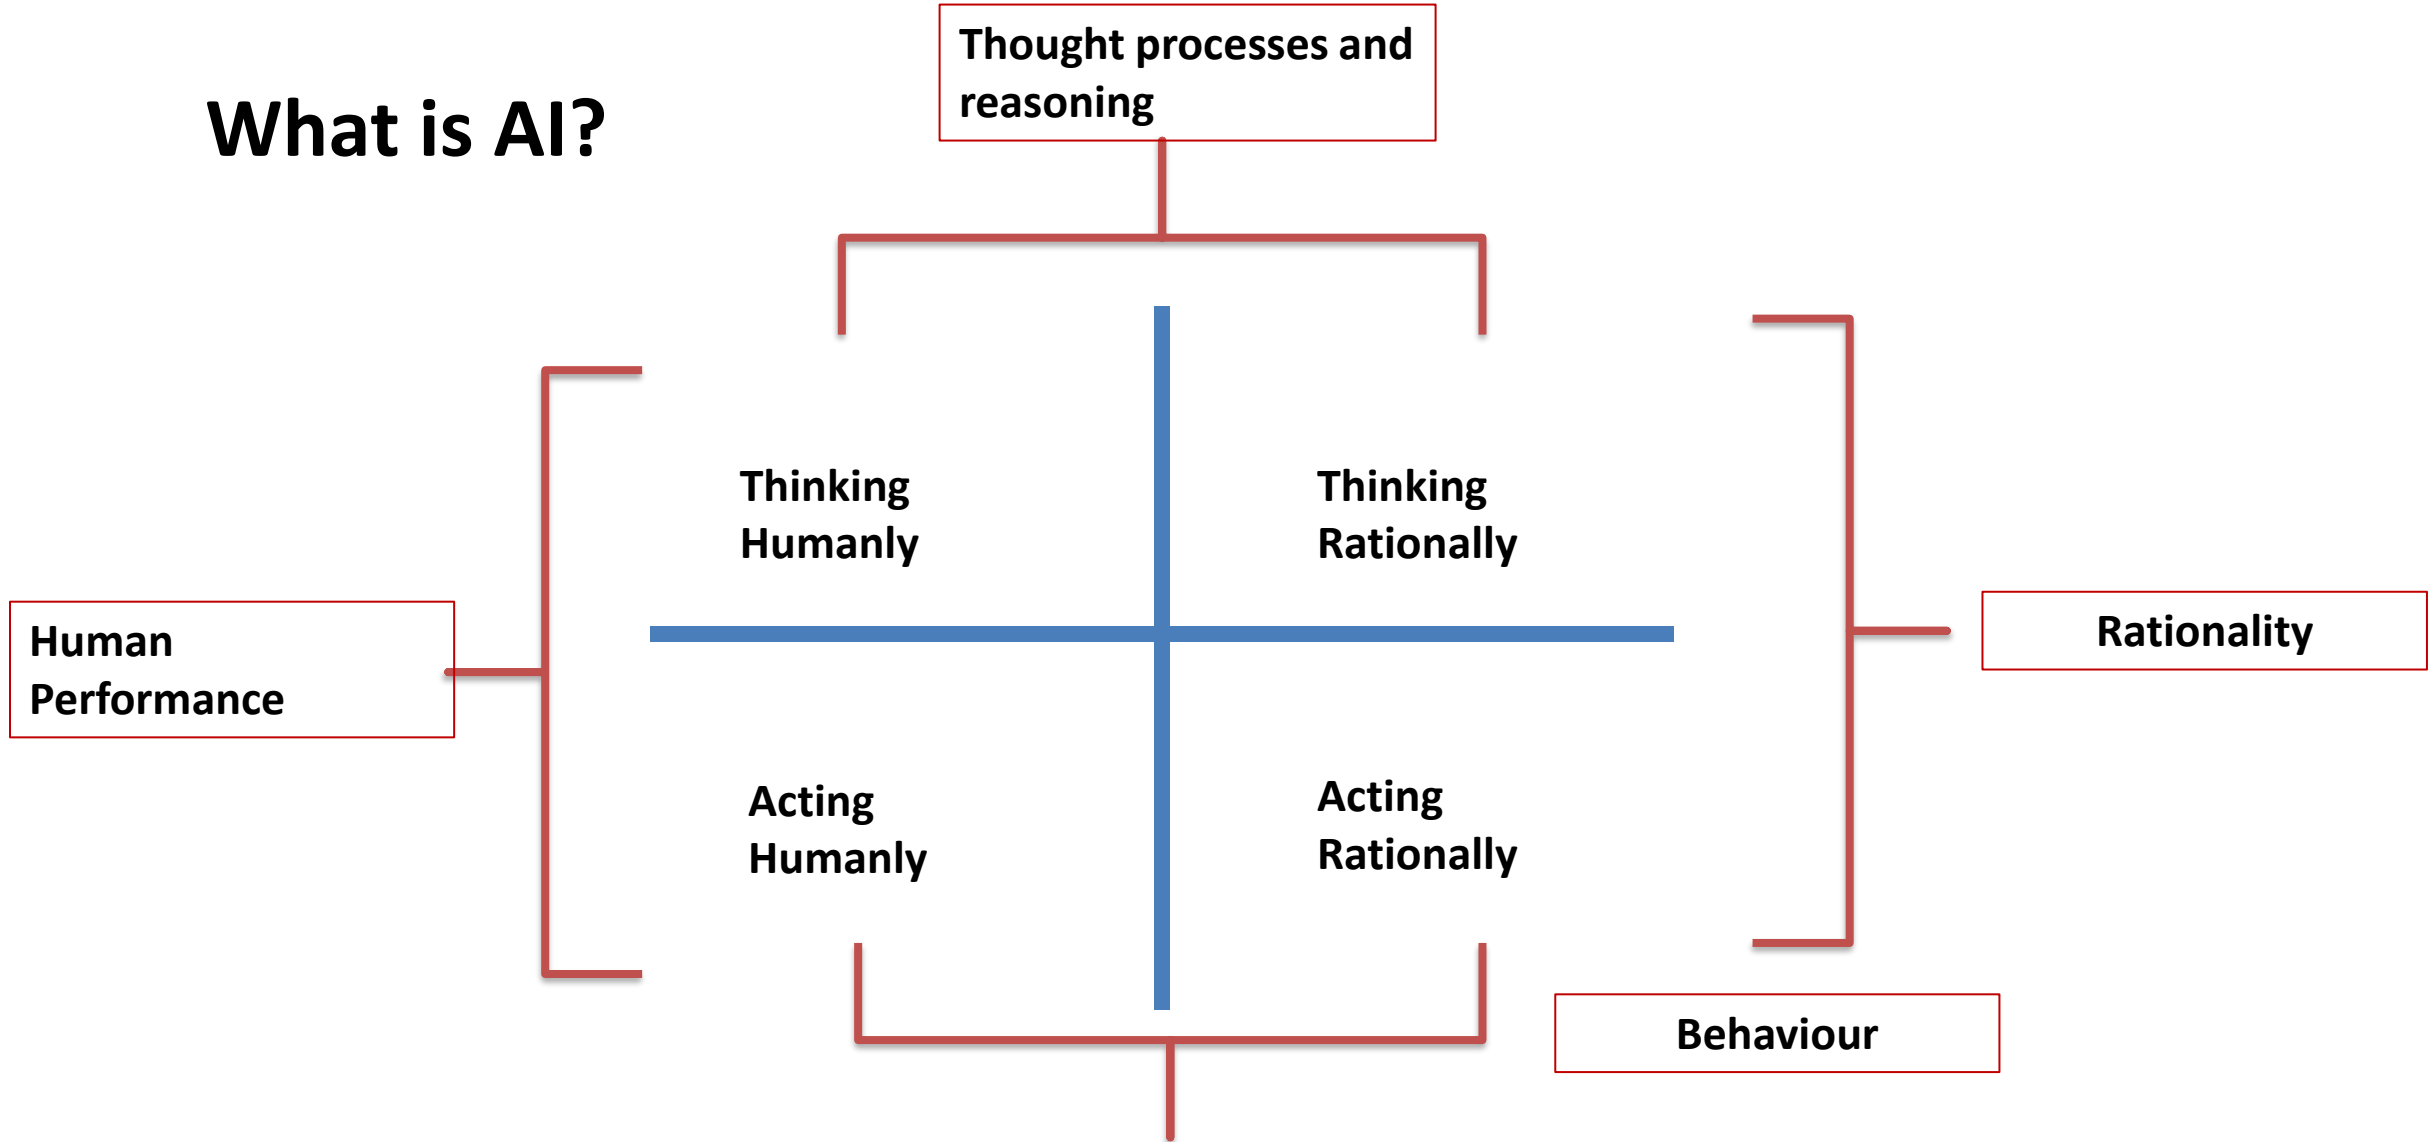 Thought processes and
reasoning
What is AI?
Thinking
Humanly
Thinking
Rationally
Human
Performance
Rationality
Acting
Humanly
Acting
Rationally
Behaviour